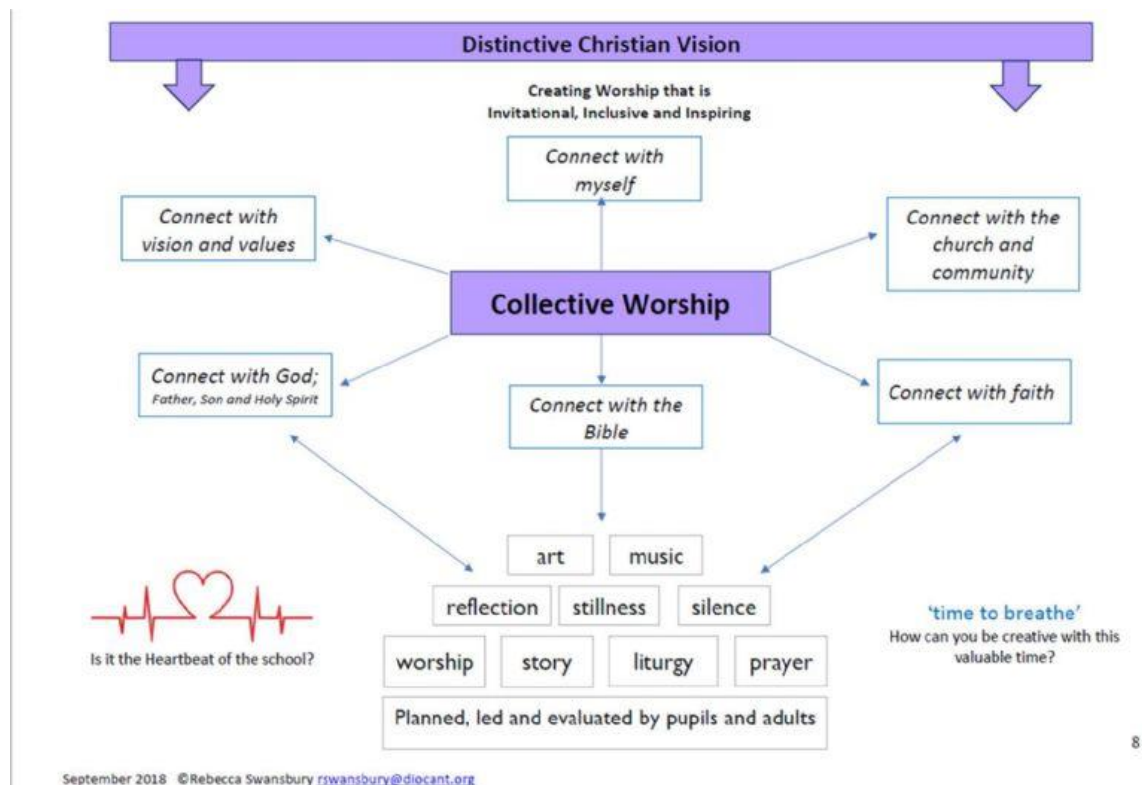 Distinctive Christian Vision
Creating Worship that is
Invitational, Inclusive and Inspiring
Connect with
myself
Connect with
vision and values
Connect with the
church and
community
Collective Worship
Connect with God;
Father, Son and Holy Spirit
Connect with the
Bible
Connect with faith
art
music
reflection
stillness
silence
Is it the Heartbeat of the school?
'time to breathe'
How can you be creative with this
valuable time?
worship
story
liturgy
prayer
Planned, led and evaluated by pupils and adults
8
September 2018 ©Rebecca Swansbury rswansbury@diocant.org